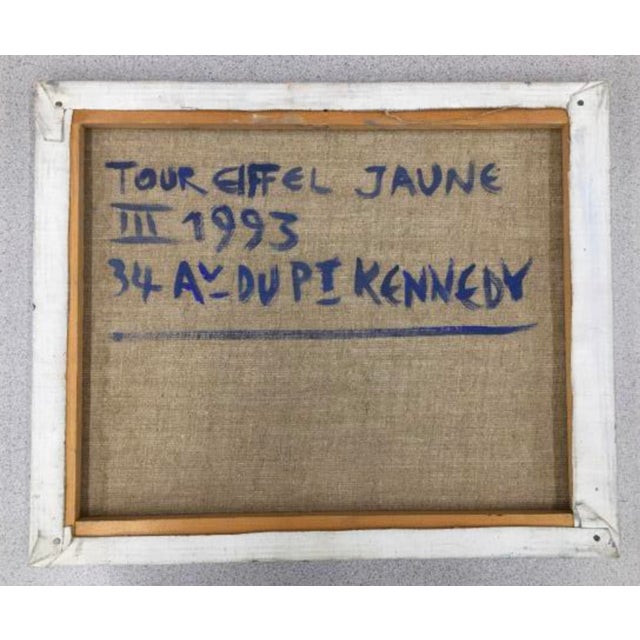 TOUR EIFFEL JAUNE
III 1993
34 AV DU PT KENNEDY